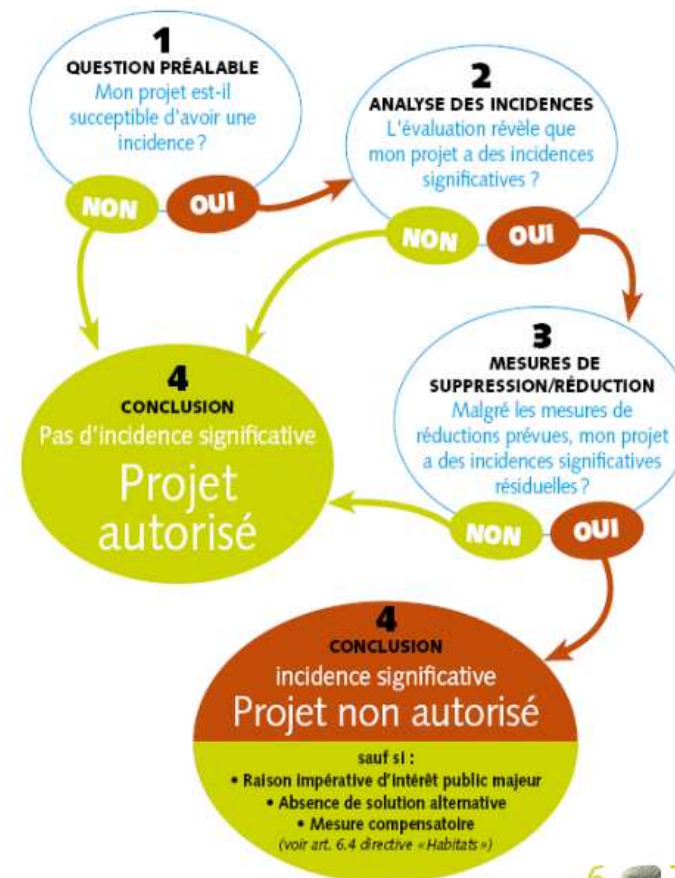 1
QUESTION PRÉALABLE
Mon projet est-il
succeptible d'avoir une
incidence ?
NON
OUI
2
ANALYSE DES INCIDENCES
L'évaluation révèle que
mon projet a des incidences
significatives ?
NON
OUI
3
MESURES DE
SUPPRESSION/RÉDUCTION
Malgré les mesures de
réductions prévues, mon projet
a des incidences significatives
résiduelles ?
NON
OUI
4
CONCLUSION
Pas d'incidence significative
Projet
autorisé
4
CONCLUSION
incidence significative
Projet non autorisé
sauf si :
• Raison impérative d'intérêt public majeur
• Absence de solution alternative
• Mesure compensatoire
(voir art. 6.4 directive «Habitats»)
6